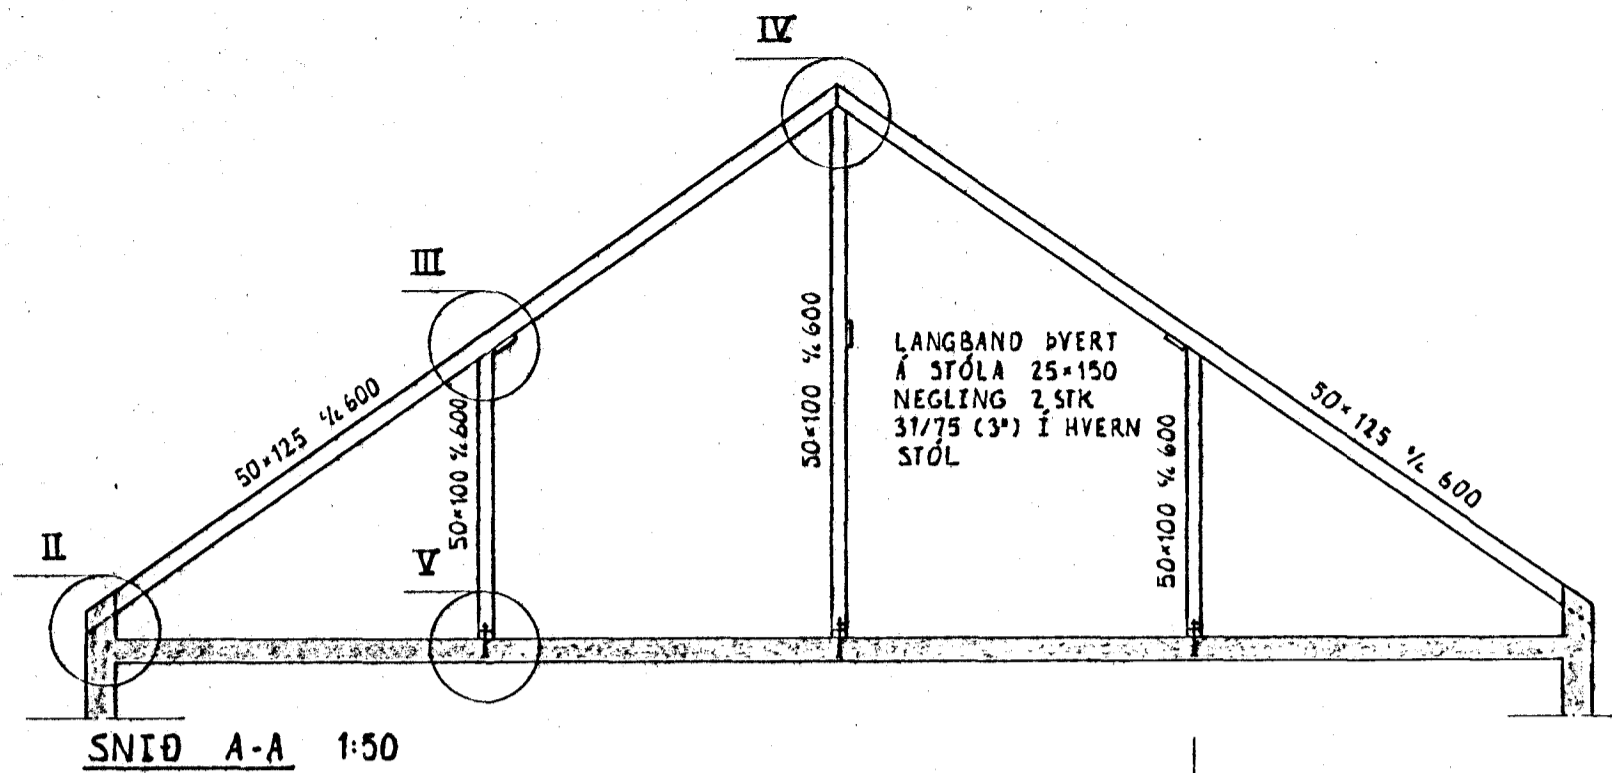 IV
III
LANGBAND ÞVERT
Á STÓLA 25×150
NEGLING 2 STK
37/75 (3") Í HVERN
STÓL
50×125 c/c 600
50×100 c/c 600
50×100 c/c 600
50×100 c/c 600
50×125 c/c 600
II
V
SNIÐ A-A 1:50